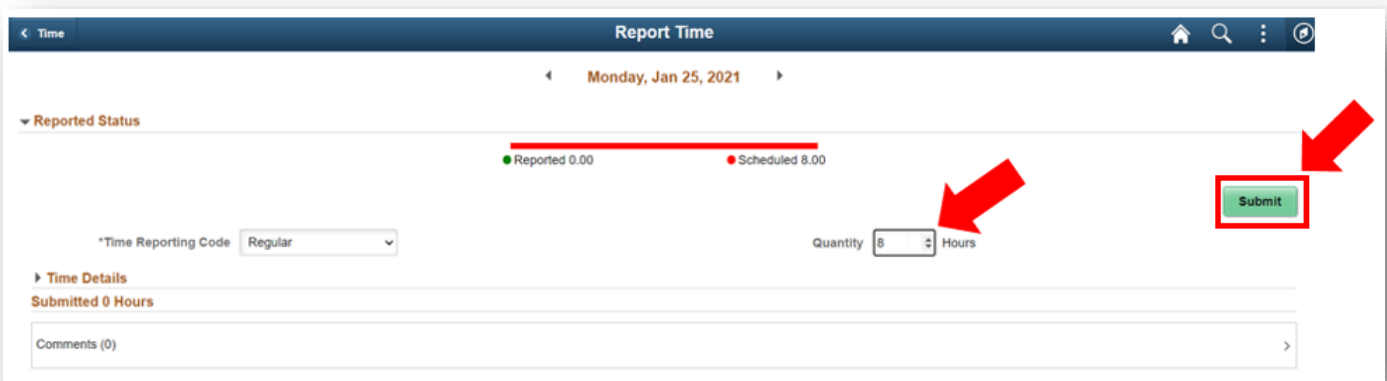 Time
Report Time
Monday, Jan 25, 2021
Reported Status
Reported 0.00
Scheduled 8.00
Submit
*Time Reporting Code Regular
Quantity 8 Hours
Time Details
Submitted 0 Hours
Comments (0)